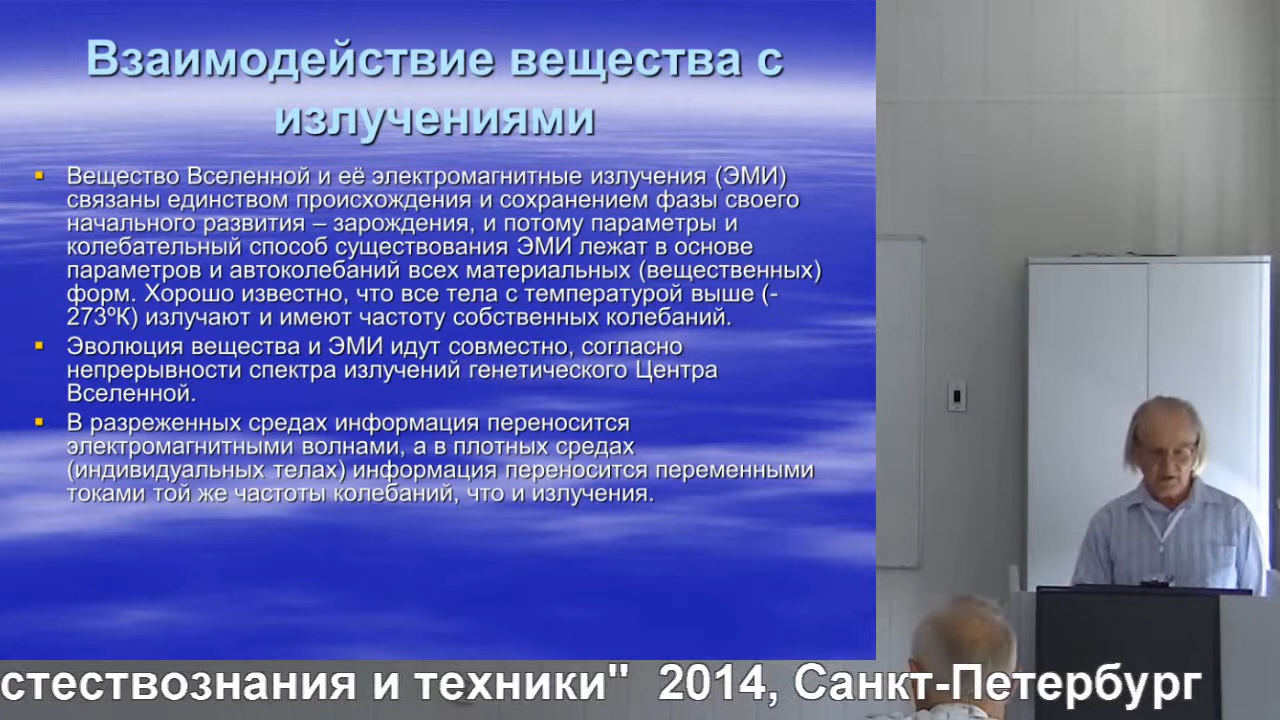 Взаимодействие вещества с
излучениями
Вещество Вселенной и её электромагнитные излучения (ЭМИ)
связаны единством происхождения и сохранением фазы своего
начального развития – зарождения, и потому параметры и
колебательный способ существования ЭМИ лежат в основе
параметров и автоколебаний всех материальных (вещественных)
форм. Хорошо известно, что все тела с температурой выше (-
273ºК) излучают и имеют частоту собственных колебаний.
Эволюция вещества и ЭМИ идут совместно, согласно
непрерывности спектра излучений генетического Центра
Вселенной.
В разреженных средах информация переносится
электромагнитными волнами, а в плотных средах
(индивидуальных телах) информация переносится переменными
токами той же частоты колебаний, что и излучения.
стествознания и техники" 2014, Санкт-Петербург